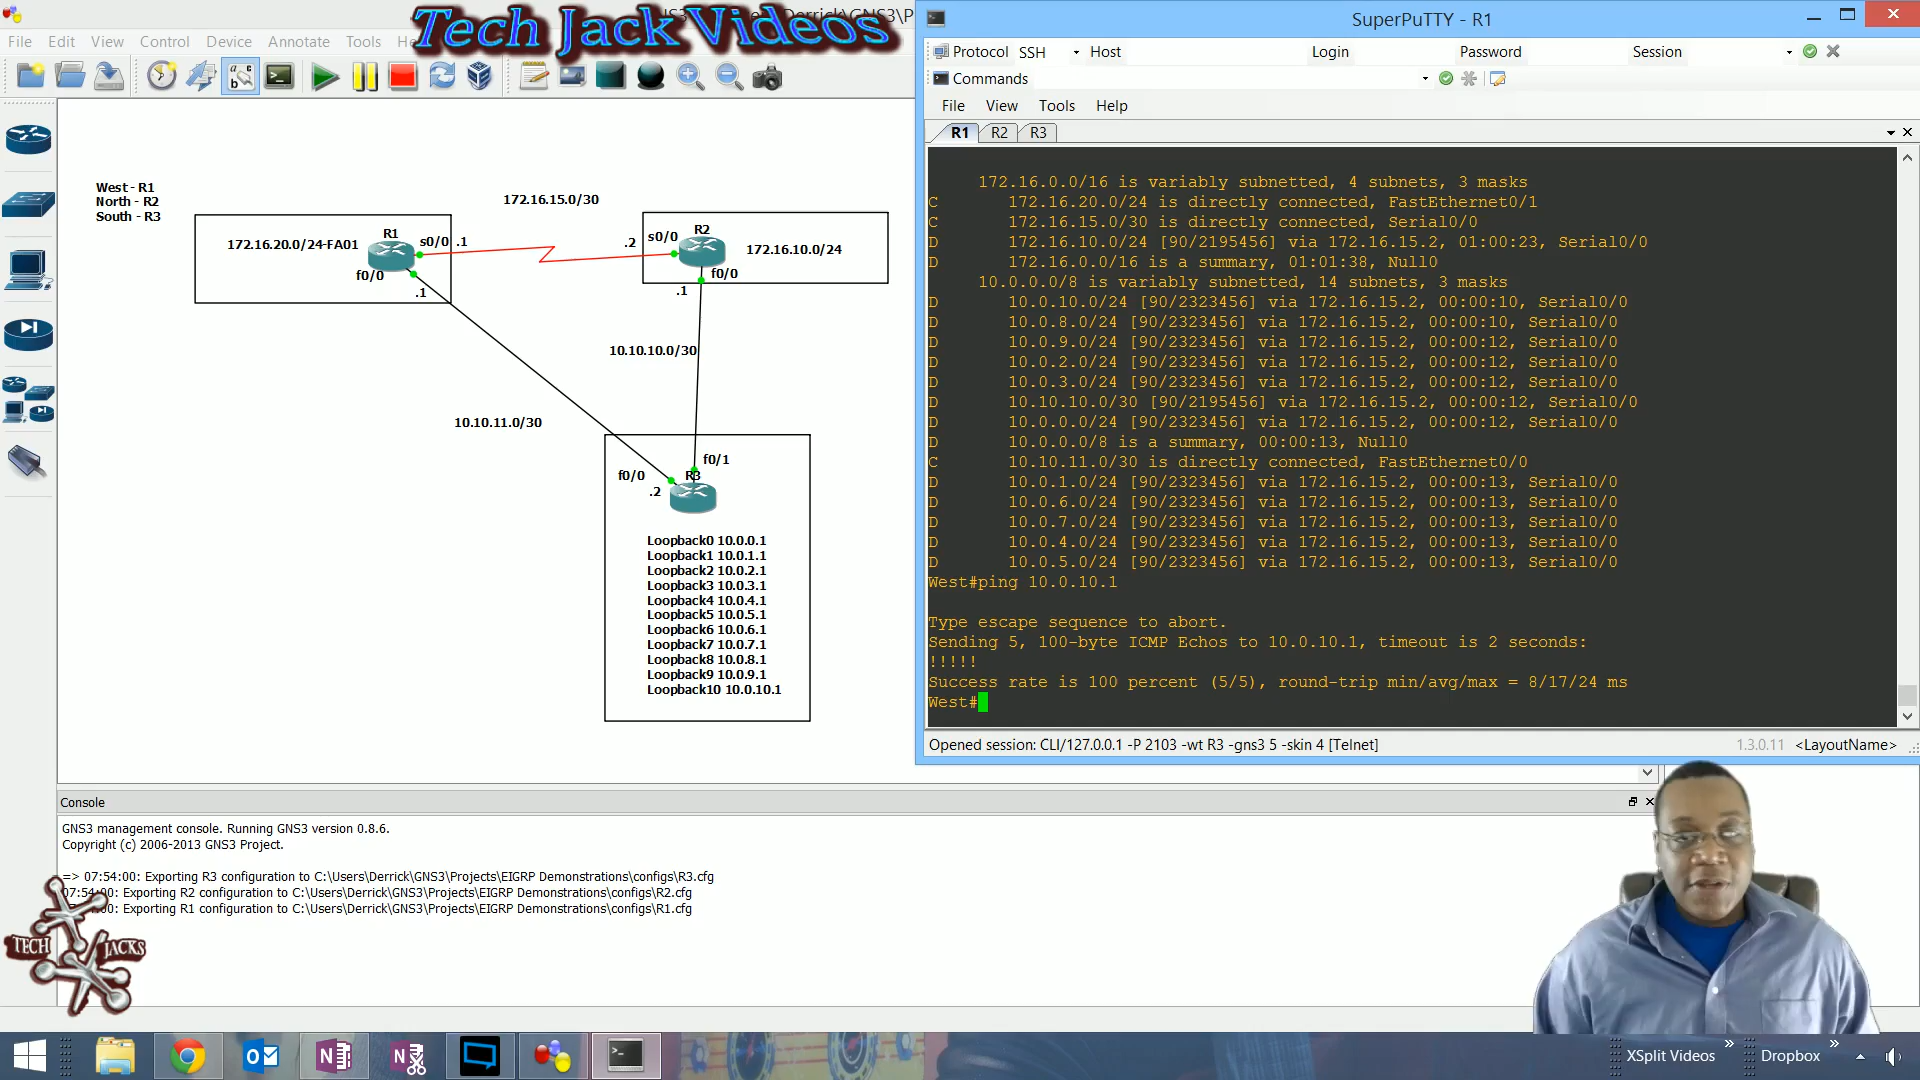 Tech Jack Videos
File Edit View Control Device Annotate Tools
West - R1
North - R2
South - R3
172.16.15.0/30
172.16.20.0/24-FA01
R1
s0/0 .1
f0/0
.1
.2
s0/0
R2
172.16.10.0/24
f0/0
.1
10.10.10.0/30
10.10.11.0/30
f0/1
f0/0
R3
.2
Loopback0 10.0.0.1
Loopback1 10.0.1.1
Loopback2 10.0.2.1
Loopback3 10.0.3.1
Loopback4 10.0.4.1
Loopback5 10.0.5.1
Loopback6 10.0.6.1
Loopback7 10.0.7.1
Loopback8 10.0.8.1
Loopback9 10.0.9.1
Loopback10 10.0.10.1
SuperPuTTY - R1
Protocol SSH Host Login Password Session
Commands
File View Tools Help
R1 R2 R3
172.16.0.0/16 is variably subnetted, 4 subnets, 3 masks
C 172.16.20.0/24 is directly connected, FastEthernet0/1
C 172.16.15.0/30 is directly connected, Serial0/0
D 172.16.10.0/24 [90/2195456] via 172.16.15.2, 01:00:23, Serial0/0
D 172.16.0.0/16 is a summary, 01:01:38, Null0
10.0.0.0/8 is variably subnetted, 14 subnets, 3 masks
D 10.0.10.0/24 [90/2323456] via 172.16.15.2, 00:00:10, Serial0/0
D 10.0.8.0/24 [90/2323456] via 172.16.15.2, 00:00:10, Serial0/0
D 10.0.9.0/24 [90/2323456] via 172.16.15.2, 00:00:12, Serial0/0
D 10.0.2.0/24 [90/2323456] via 172.16.15.2, 00:00:12, Serial0/0
D 10.0.3.0/24 [90/2323456] via 172.16.15.2, 00:00:12, Serial0/0
D 10.10.10.0/30 [90/2195456] via 172.16.15.2, 00:00:12, Serial0/0
D 10.0.0.0/24 [90/2323456] via 172.16.15.2, 00:00:12, Serial0/0
D 10.0.0.0/8 is a summary, 00:00:13, Null0
C 10.10.11.0/30 is directly connected, FastEthernet0/0
D 10.0.1.0/24 [90/2323456] via 172.16.15.2, 00:00:13, Serial0/0
D 10.0.6.0/24 [90/2323456] via 172.16.15.2, 00:00:13, Serial0/0
D 10.0.7.0/24 [90/2323456] via 172.16.15.2, 00:00:13, Serial0/0
D 10.0.4.0/24 [90/2323456] via 172.16.15.2, 00:00:13, Serial0/0
D 10.0.5.0/24 [90/2323456] via 172.16.15.2, 00:00:13, Serial0/0
West#ping 10.0.10.1
Type escape sequence to abort.
Sending 5, 100-byte ICMP Echos to 10.0.10.1, timeout is 2 seconds:
!!!!!
Success rate is 100 percent (5/5), round-trip min/avg/max = 8/17/24 ms
West#
Opened session: CLI/127.0.0.1 -P 2103 -wt R3 -gns3 5 -skin 4 [Telnet]
1.3.0.11 <LayoutName>
Console
GNS3 management console. Running GNS3 version 0.8.6.
Copyright (c) 2006-2013 GNS3 Project.
=> 07:54:00: Exporting R3 configuration to C:\Users\Derrick\GNS3\Projects\EIGRP Demonstrations\configs\R3.cfg
Exporting R2 configuration to C:\Users\Derrick\GNS3\Projects\EIGRP Demonstrations\configs\R2.cfg
Exporting R1 configuration to C:\Users\Derrick\GNS3\Projects\EIGRP Demonstrations\configs\R1.cfg
TECH JACKS
XSplit Videos » Dropbox »